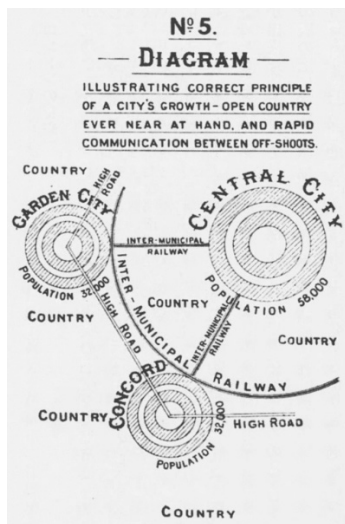 Nº 5.
— DIAGRAM —
ILLUSTRATING CORRECT PRINCIPLE
OF A CITY'S GROWTH – OPEN COUNTRY
EVER NEAR AT HAND, AND RAPID
COMMUNICATION BETWEEN OFF-SHOOTS.
COUNTRY
HIGH
ROAD
GARDEN CITY
POPULATION 32,000
CENTRAL CITY
POPULATION 58,000
INTER-MUNICIPAL
RAILWAY
INTER-MUNICIPAL RAILWAY
INTER-MUNICIPAL
RAILWAY
COUNTRY
COUNTRY
COUNTRY
HIGH ROAD
COUNTRY
CONCORD
32,000
POPULATION
HIGH ROAD
COUNTRY